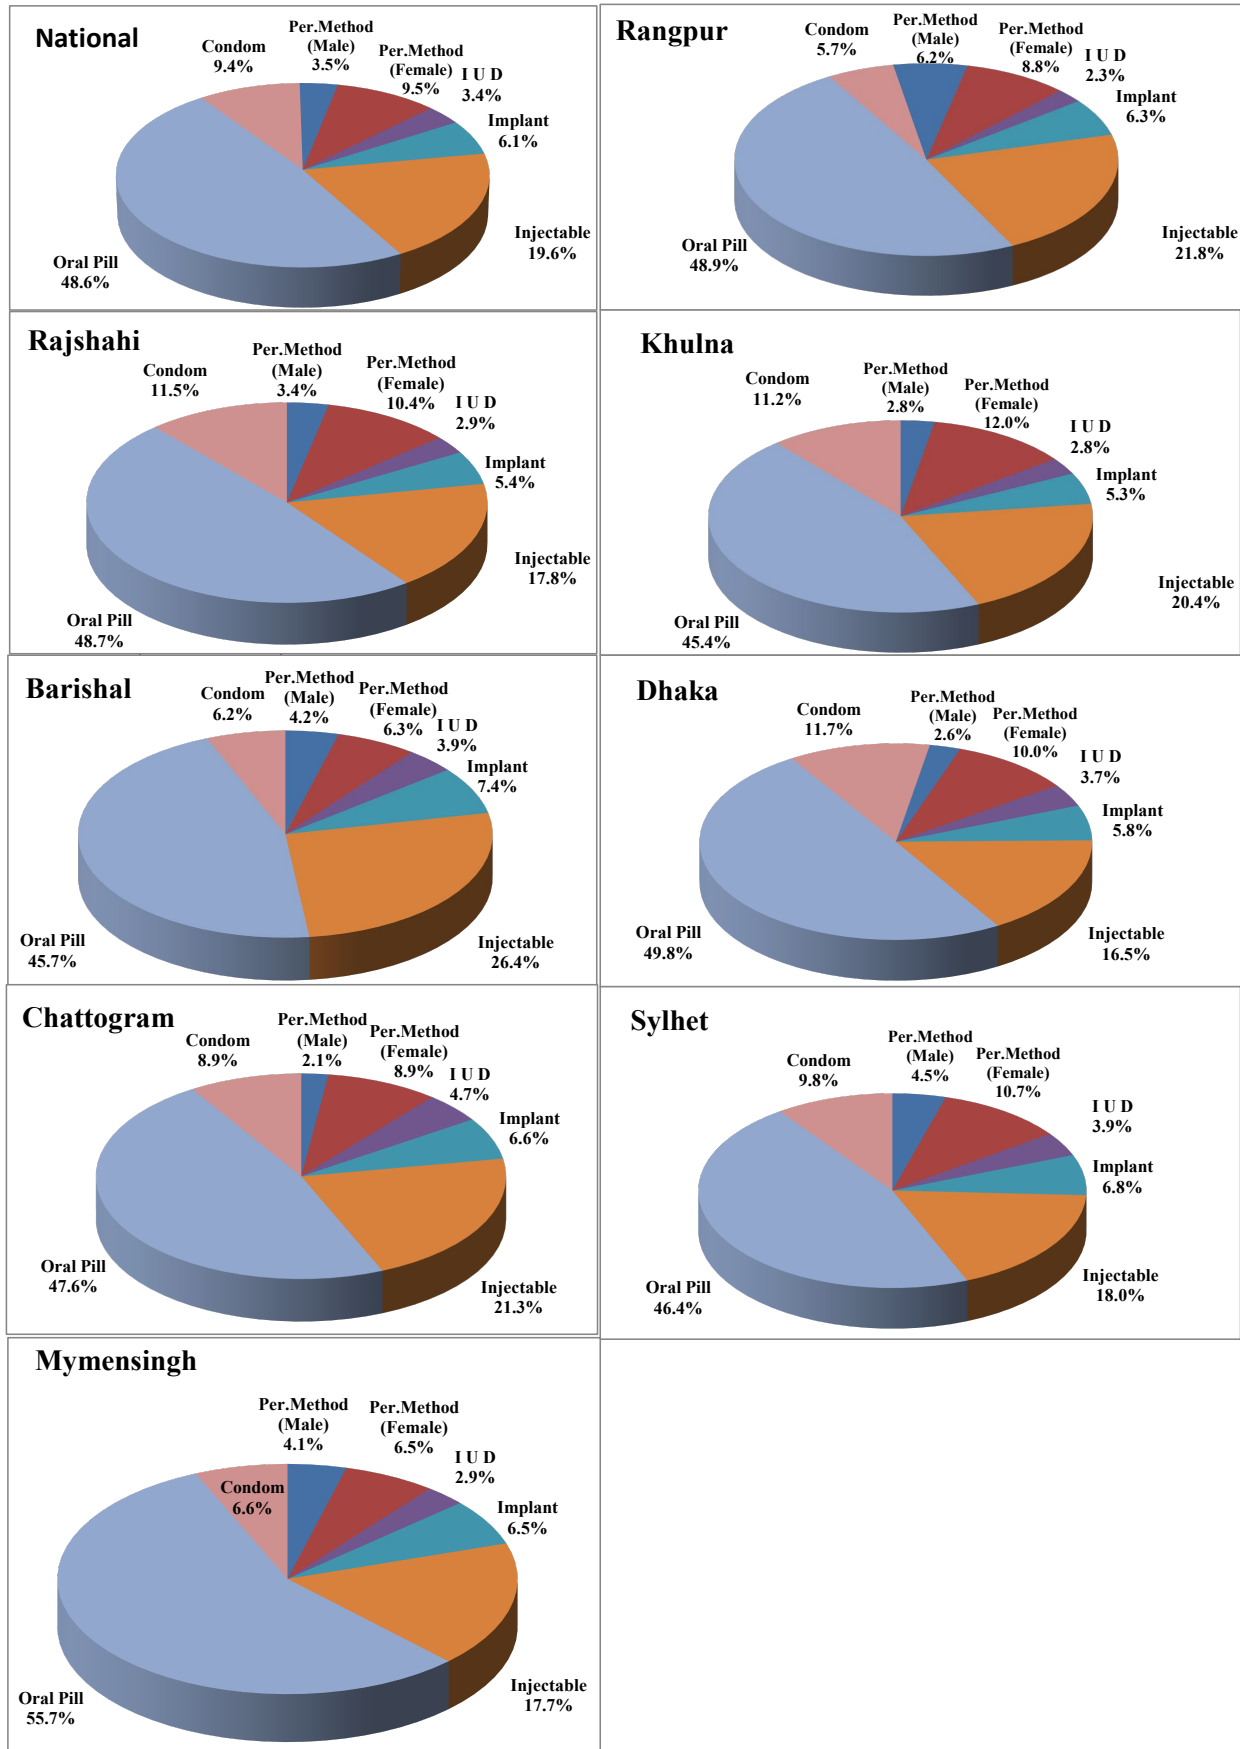 National
Condom
9.4%
Per.Method
(Male)
3.5%
Per.Method
(Female)
9.5%
I U D
3.4%
Implant
6.1%
Injectable
19.6%
Oral Pill
48.6%
Rangpur
Condom
5.7%
Per.Method
(Male)
6.2%
Per.Method
(Female)
8.8%
I U D
2.3%
Implant
6.3%
Injectable
21.8%
Oral Pill
48.9%
Rajshahi
Condom
11.5%
Per.Method
(Male)
3.4%
Per.Method
(Female)
10.4%
I U D
2.9%
Implant
5.4%
Injectable
17.8%
Oral Pill
48.7%
Khulna
Condom
11.2%
Per.Method
(Male)
2.8%
Per.Method
(Female)
12.0%
I U D
2.8%
Implant
5.3%
Injectable
20.4%
Oral Pill
45.4%
Barishal
Condom
6.2%
Per.Method
(Male)
4.2%
Per.Method
(Female)
6.3%
I U D
3.9%
Implant
7.4%
Injectable
26.4%
Oral Pill
45.7%
Dhaka
Condom
11.7%
Per.Method
(Male)
2.6%
Per.Method
(Female)
10.0%
I U D
3.7%
Implant
5.8%
Injectable
16.5%
Oral Pill
49.8%
Chattogram
Condom
8.9%
Per.Method
(Male)
2.1%
Per.Method
(Female)
8.9%
I U D
4.7%
Implant
6.6%
Injectable
21.3%
Oral Pill
47.6%
Sylhet
Condom
9.8%
Per.Method
(Male)
4.5%
Per.Method
(Female)
10.7%
I U D
3.9%
Implant
6.8%
Injectable
18.0%
Oral Pill
46.4%
Mymensingh
Per.Method
(Male)
4.1%
Per.Method
(Female)
6.5%
I U D
2.9%
Condom
6.6%
Implant
6.5%
Injectable
17.7%
Oral Pill
55.7%